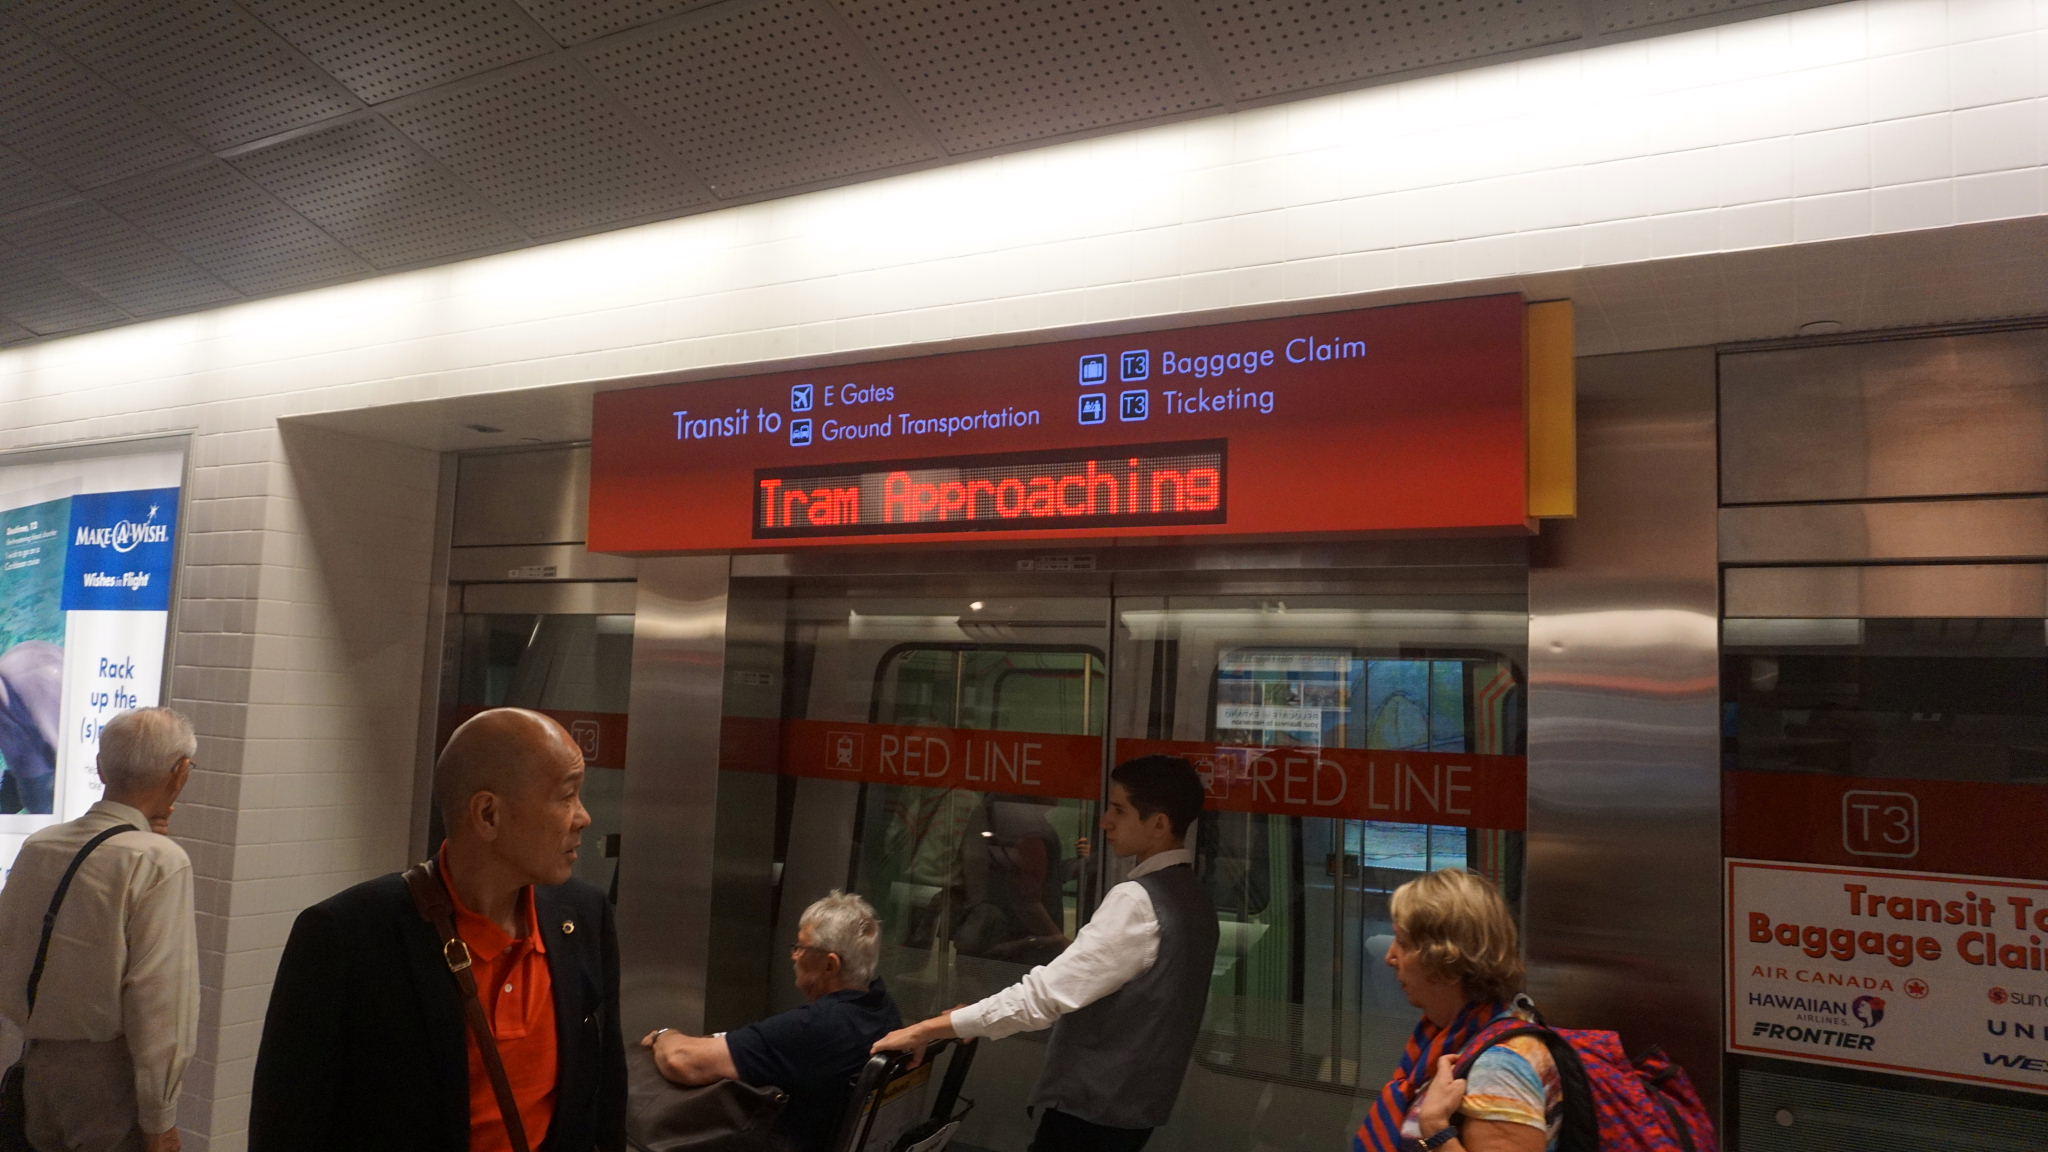 Transit to
E Gates
Ground Transportation
T3 Baggage Claim
T3 Ticketing
Tram Approaching
MAKE-A-WISH
Wishes in Flight
Rack
up the
T3
RED LINE
RED LINE
T3
Transit To
Baggage
AIR CANADA
HAWAIIAN
AIRLINES
FRONTIER
sun